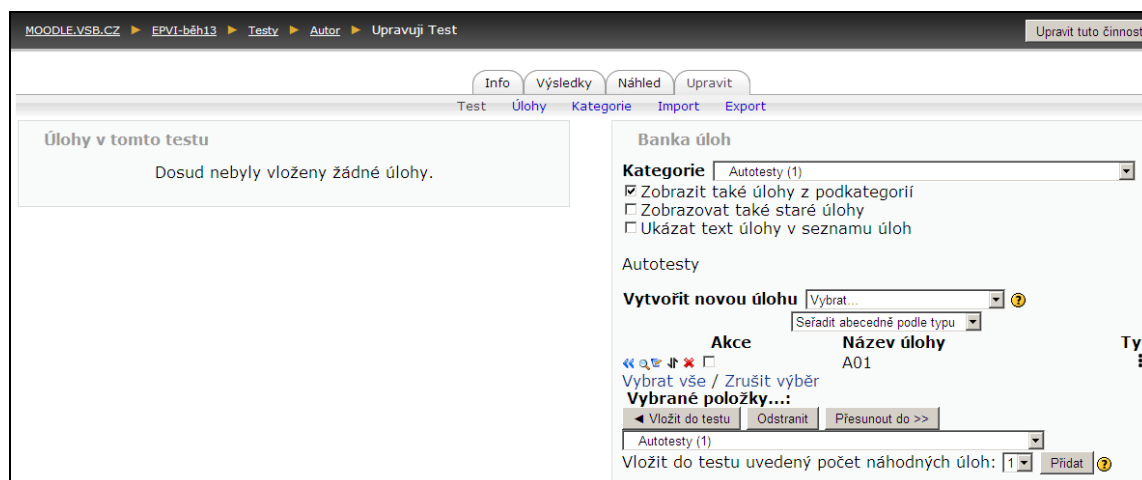 MOODLE.VSB.CZ ► EPVI-běh13 ► Testy ► Autor ► Upravuji Test
Upravit tuto činnost
Info Výsledky Náhled Upravit
Test Úlohy Kategorie Import Export
Úlohy v tomto testu
Dosud nebyly vloženy žádné úlohy.
Banka úloh
Kategorie Autotesty (1)
Zobrazit také úlohy z podkategorií
Zobrazovat také staré úlohy
Ukázat text úlohy v seznamu úloh
Autotesty
Vytvořit novou úlohu Vybrat...
Seřadit abecedně podle typu
Akce Název úlohy Ty
A01
Vybrat vše / Zrušit výběr
Vybrané položky...:
◄ Vložit do testu Odstranit Přesunout do >>
Autotesty (1)
Vložit do testu uvedený počet náhodných úloh: 1 Přidat